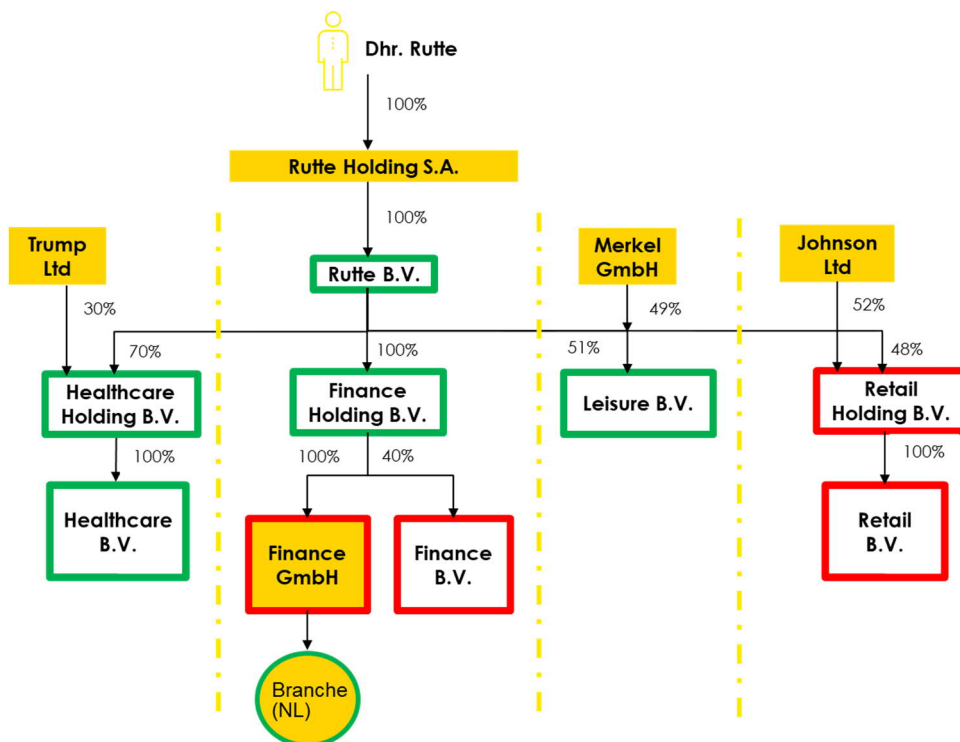 Dhr. Rutte
100%
Rutte Holding S.A.
100%
Trump
Ltd
Merkel
GmbH
Johnson
Ltd
Rutte B.V.
30%
49%
52%
70%
100%
51%
48%
Healthcare
Holding B.V.
Finance
Holding B.V.
Leisure B.V.
Retail
Holding B.V.
100%
100%
40%
100%
Healthcare
B.V.
Finance
GmbH
Finance
B.V.
Retail
B.V.
Branche
(NL)